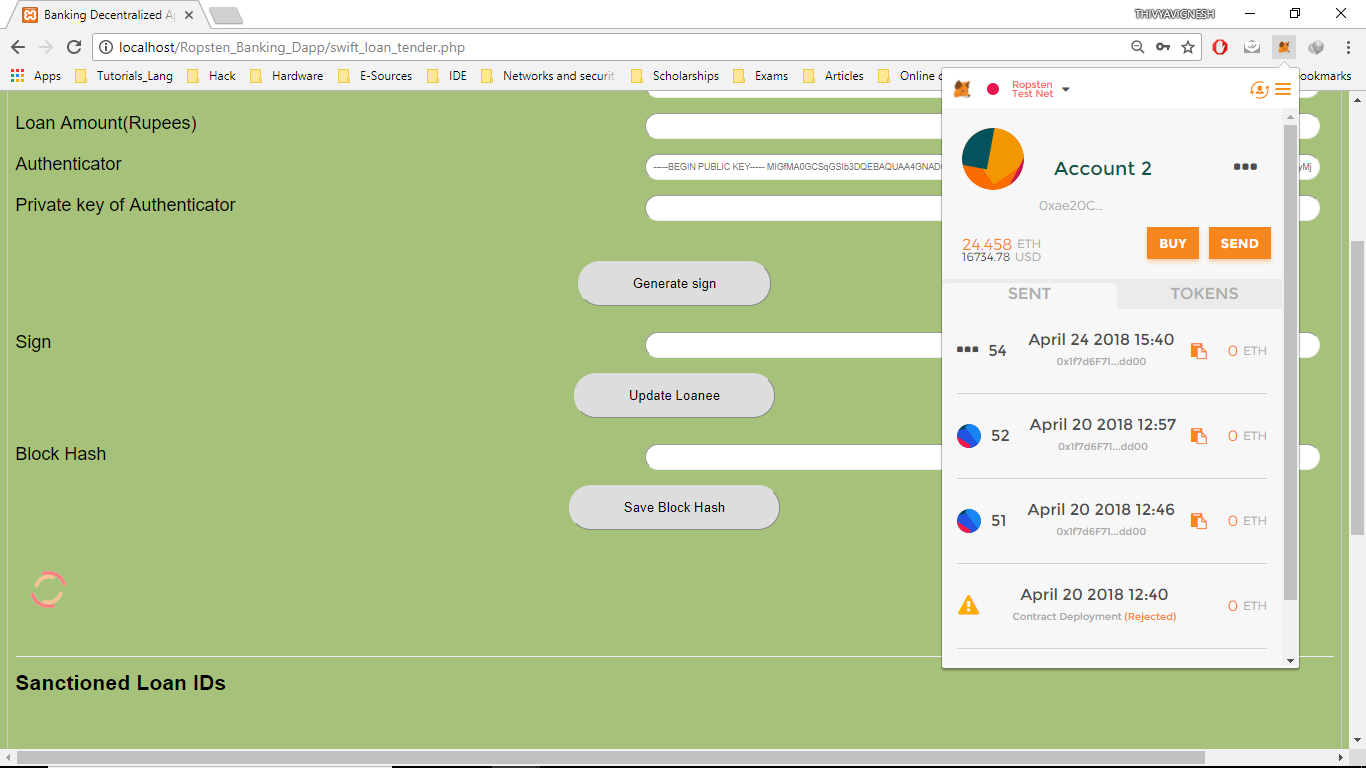 Banking Decentralized A
THIVYAVIGNESH
localhost/Ropsten_Banking_Dapp/swift_loan_tender.php
Apps Tutorials_Lang Hack Hardware E-Sources IDE Networks and securit Scholarships Exams Articles Online ookmarks
Loan Amount(Rupees)
Authenticator -----BEGIN PUBLIC KEY----- MIGfMA0GCSqGSIb3DQEBAQUAA4GNAD yMj
Private key of Authenticator
Generate sign
Sign
Update Loanee
Block Hash
Save Block Hash
Sanctioned Loan IDs
Ropsten
Test Net
Account 2
0xae20C...
24.458 ETH
16734.78 USD
BUY SEND
SENT TOKENS
54 April 24 2018 15:40 0 ETH
0x1f7d6F71...dd00
52 April 20 2018 12:57 0 ETH
0x1f7d6F71...dd00
51 April 20 2018 12:46 0 ETH
0x1f7d6F71...dd00
April 20 2018 12:40 0 ETH
Contract Deployment (Rejected)